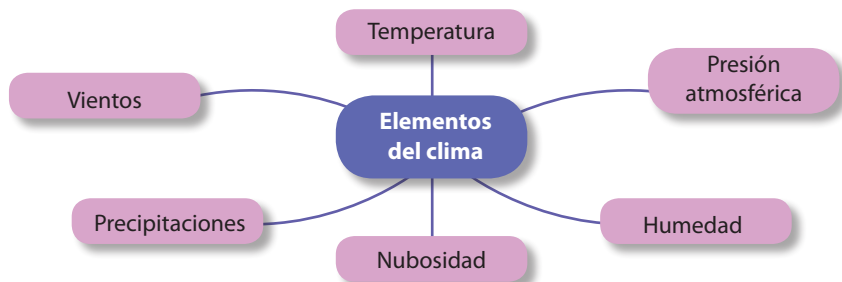 Temperatura
Presión
atmosférica
Vientos
Elementos
del clima
Precipitaciones
Humedad
Nubosidad